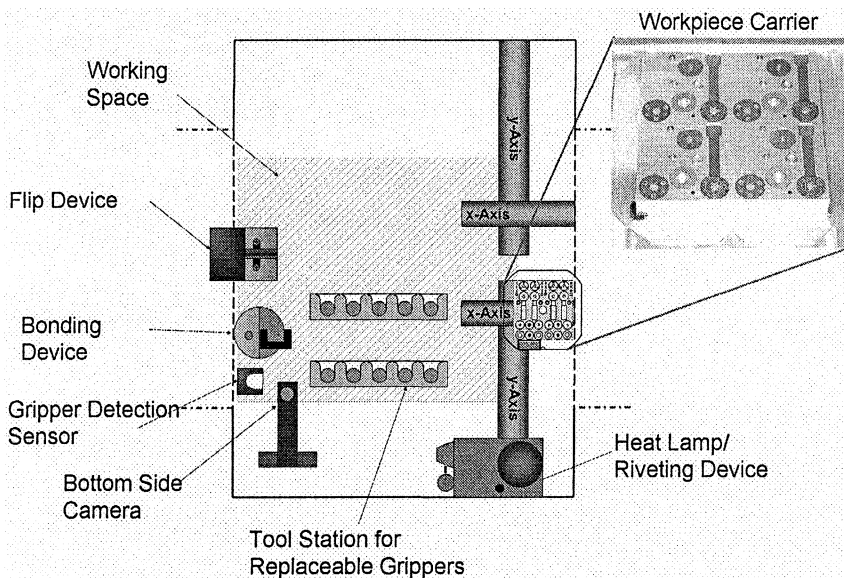 Workpiece Carrier
Working
Space
y-Axis
Flip Device
x-Axis
x-Axis
Bonding
Device
y-Axis
Gripper Detection
Sensor
Heat Lamp/
Riveting Device
Bottom Side
Camera
Tool Station for
Replaceable Grippers